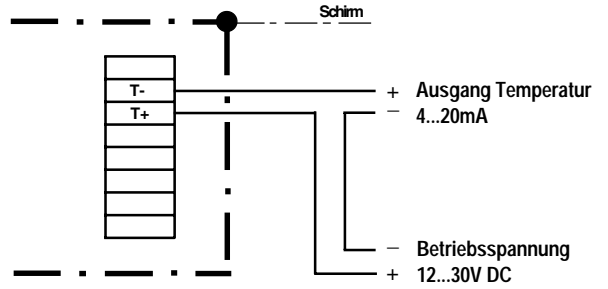 Schirm
T-
+ Ausgang Temperatur
T+
− 4...20mA
− Betriebsspannung
+ 12...30V DC